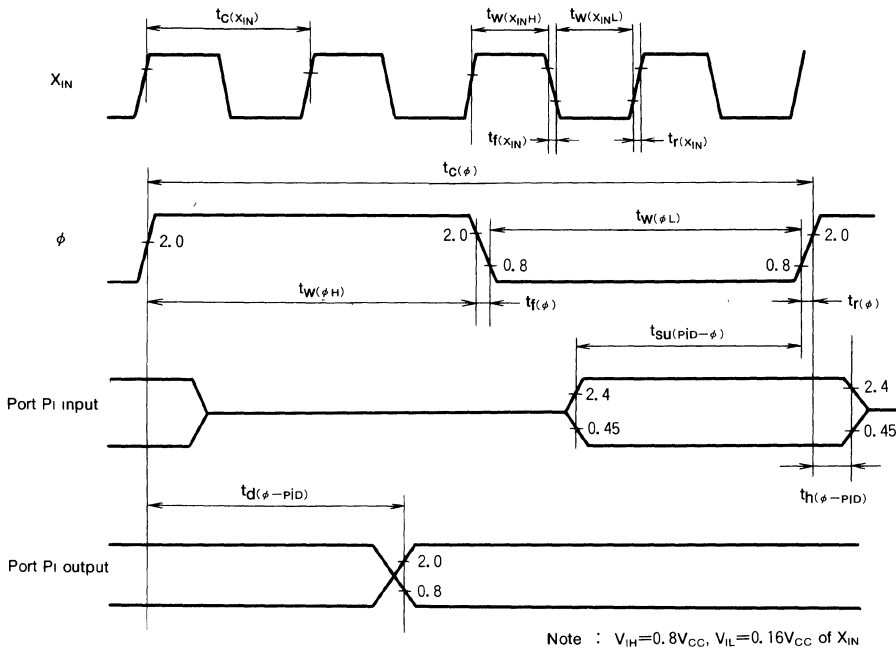 tC(XIN)
tW(XINH) tW(XINL)
XIN
tf(XIN) tr(XIN)
tC(φ)
tW(φL)
φ
2.0 2.0 2.0
0.8 0.8
tW(φH) tf(φ) tr(φ)
tsu(PiD-φ)
Port Pi input
2.4 2.4
0.45 0.45
th(φ-PiD)
td(φ-PiD)
Port Pi output
2.0
0.8
Note : VIH=0.8VCC, VIL=0.16VCC of XIN